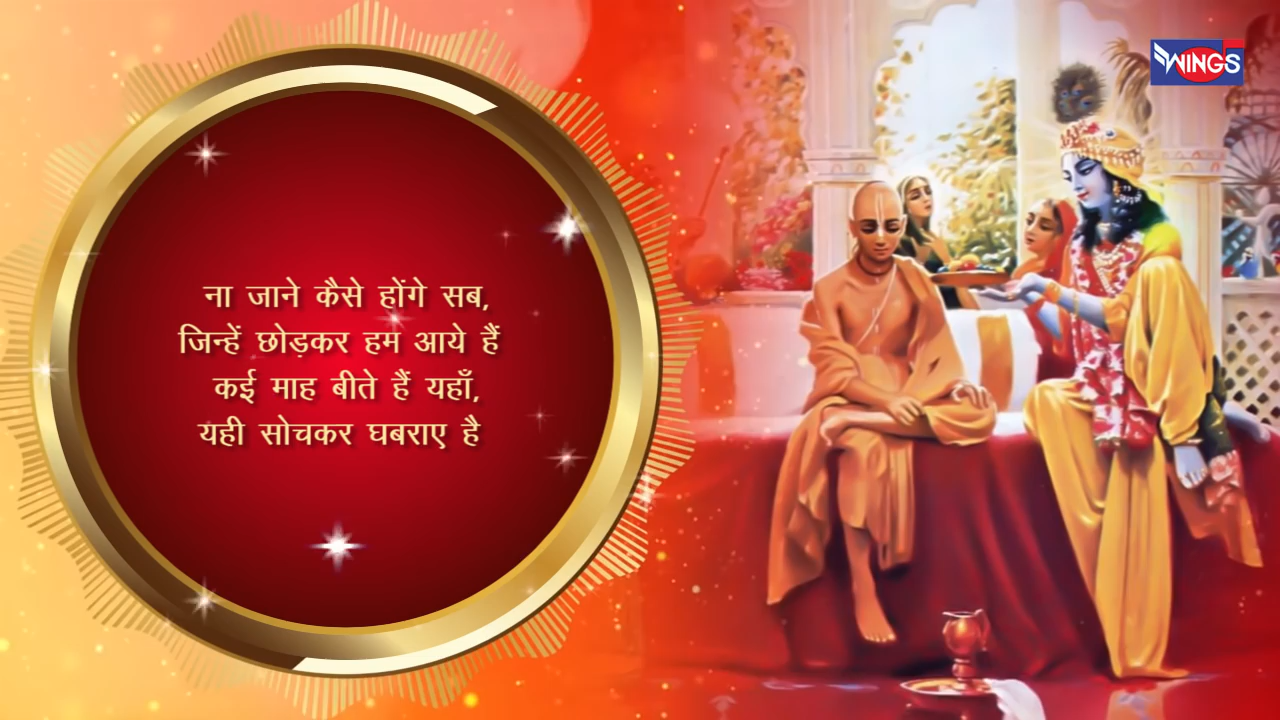 ना जाने कैसे होंगे सब,
जिन्हें छोड़कर हम आये हैं
कई माह बीते हैं यहाँ,
यही सोचकर घबराए है
WINGS